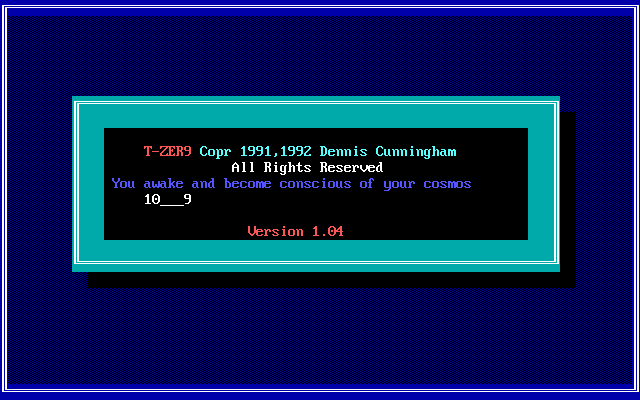 T-ZER9 Copr 1991,1992 Dennis Cunningham
All Rights Reserved
You awake and become conscious of your cosmos
10___9
Version 1.04